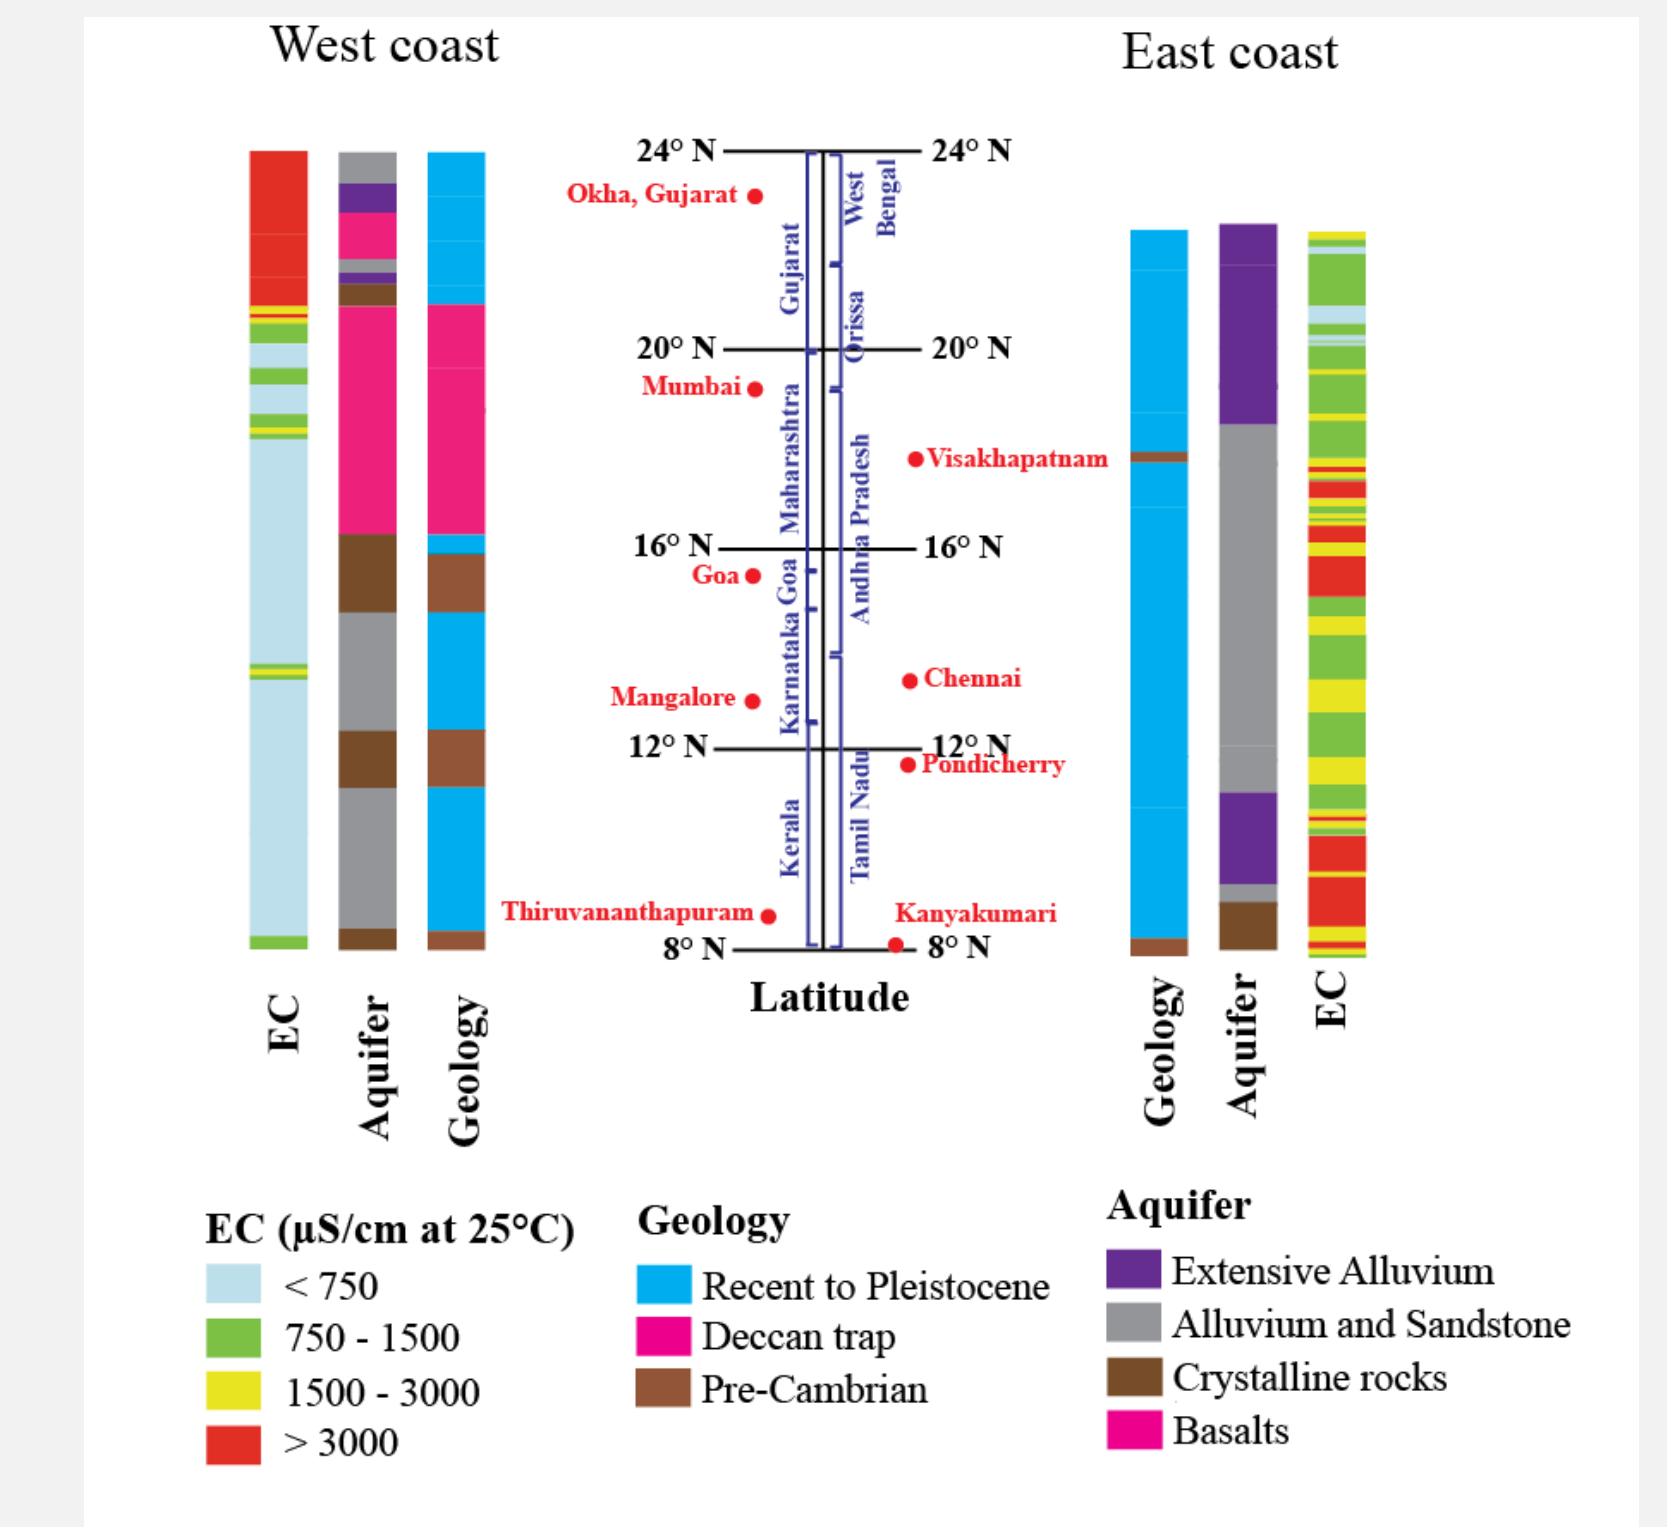 West coast
East coast
24° N
24° N
Okha, Gujarat
West
Bengal
Gujarat
Orissa
20° N
20° N
Mumbai
Maharashtra
Visakhapatnam
Andhra Pradesh
16° N
16° N
Goa
Goa
Karnataka
Chennai
Mangalore
12° N
12° N
Pondicherry
Kerala
Tamil Nadu
Thiruvananthapuram
Kanyakumari
8° N
8° N
Latitude
EC
Aquifer
Geology
Geology
Aquifer
EC
EC (µS/cm at 25°C)
< 750
750 - 1500
1500 - 3000
> 3000
Geology
Recent to Pleistocene
Deccan trap
Pre-Cambrian
Aquifer
Extensive Alluvium
Alluvium and Sandstone
Crystalline rocks
Basalts